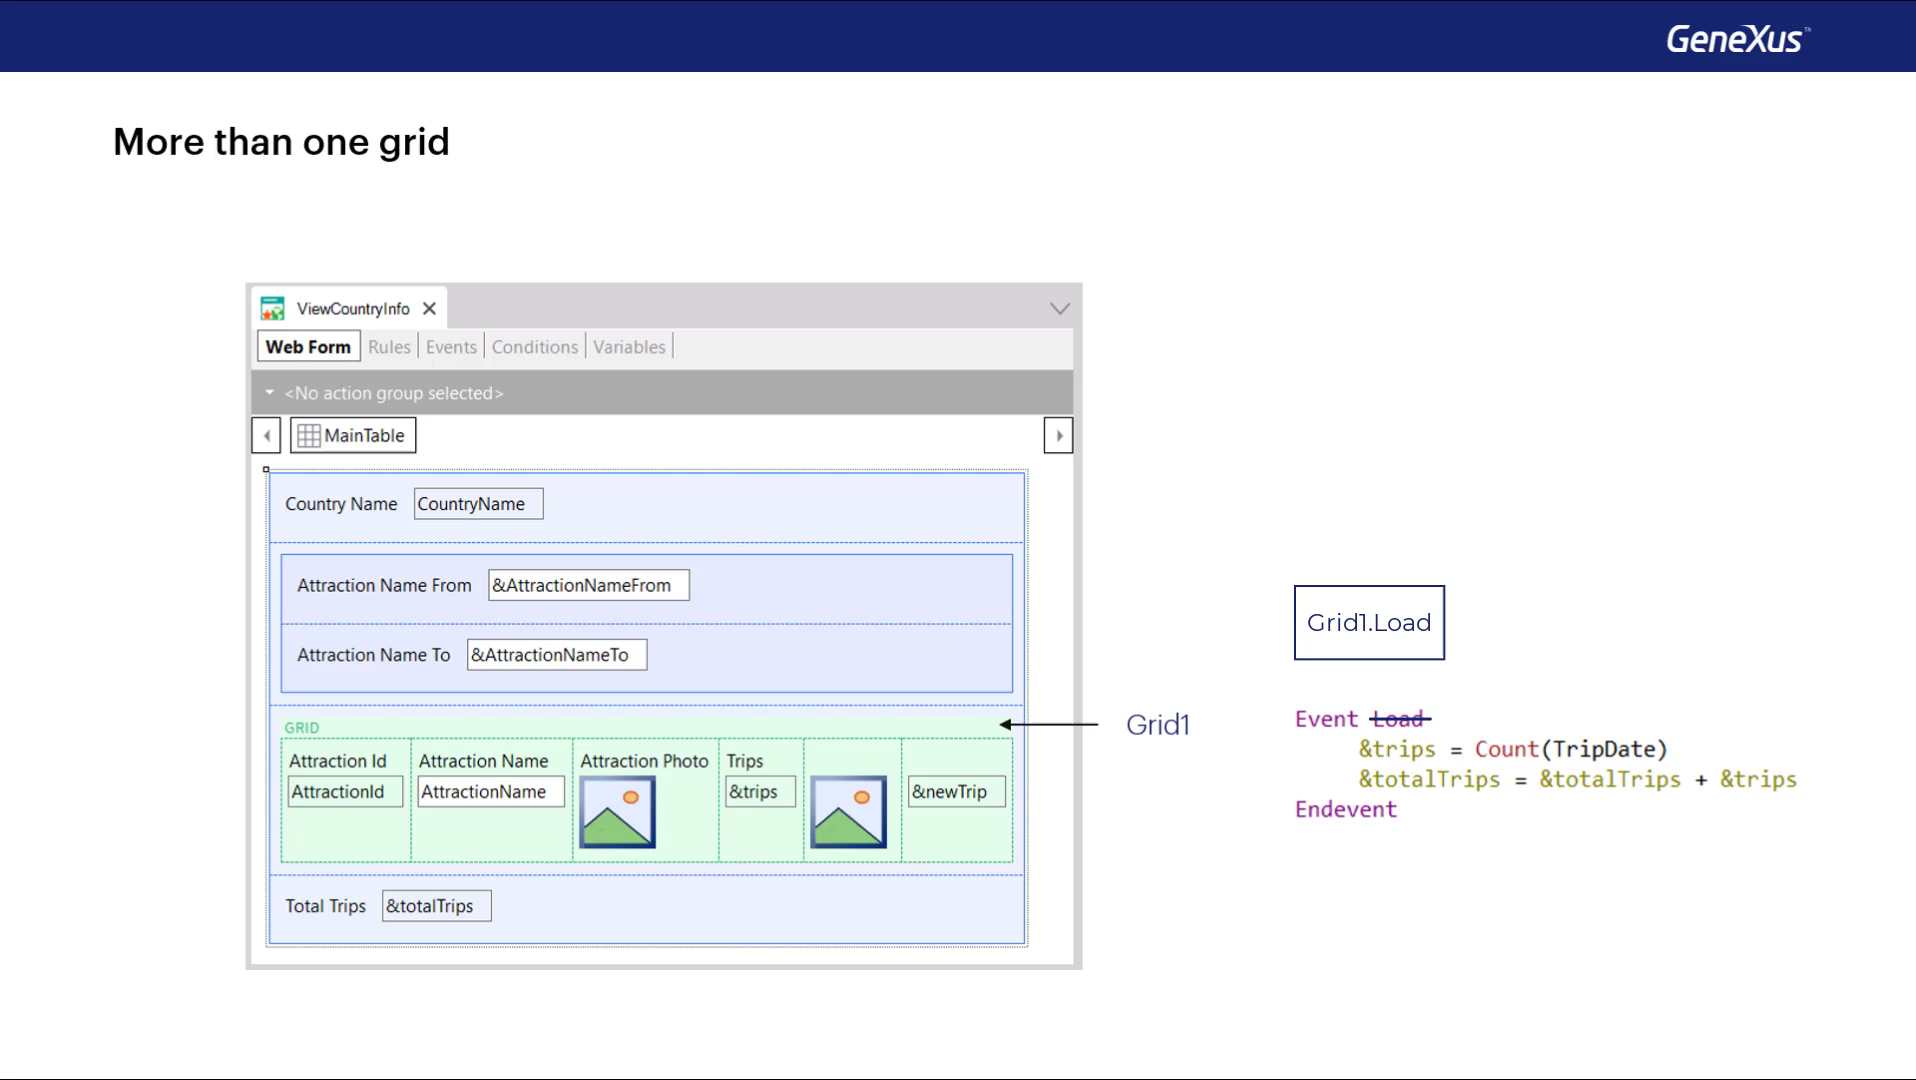 GeneXus™
More than one grid
ViewCountryInfo
Web Form Rules Events Conditions Variables
<No action group selected>
MainTable
Country Name CountryName
Attraction Name From &AttractionNameFrom
Attraction Name To &AttractionNameTo
GRID
Attraction Id Attraction Name Attraction Photo Trips
AttractionId AttractionName &trips &newTrip
Total Trips &totalTrips
Grid1
Grid1.Load
Event Load
&trips = Count(TripDate)
&totalTrips = &totalTrips + &trips
Endevent